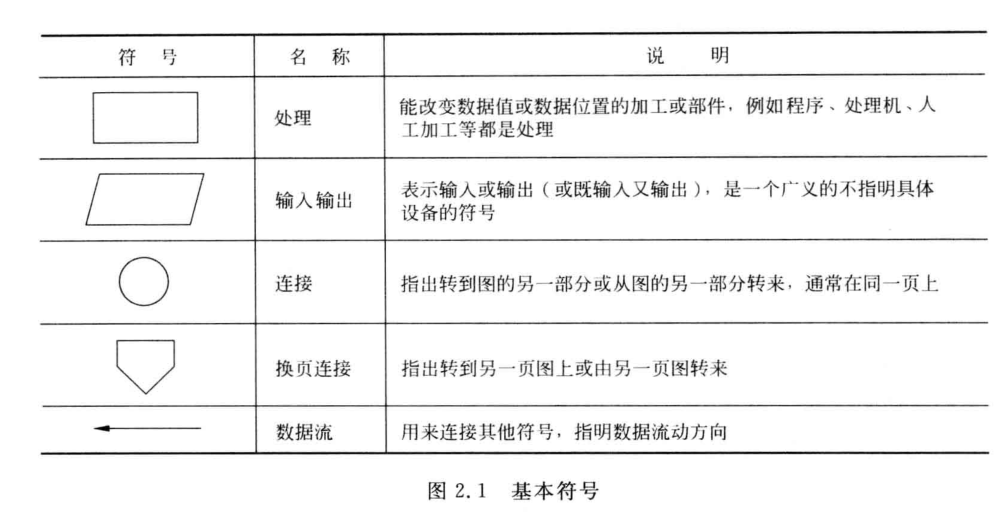 符 号 名 称 说 明
处理 能改变数据值或数据位置的加工或部件，例如程序、处理机、人
工加工等都是处理
输入输出 表示输入或输出（或既输入又输出），是一个广义的不指明具体
设备的符号
连接 指出转到图的另一部分或从图的另一部分转来，通常在同一页上
换页连接 指出转到另一页图上或由另一页图转来
数据流 用来连接其他符号，指明数据流动方向
图 2.1 基本符号